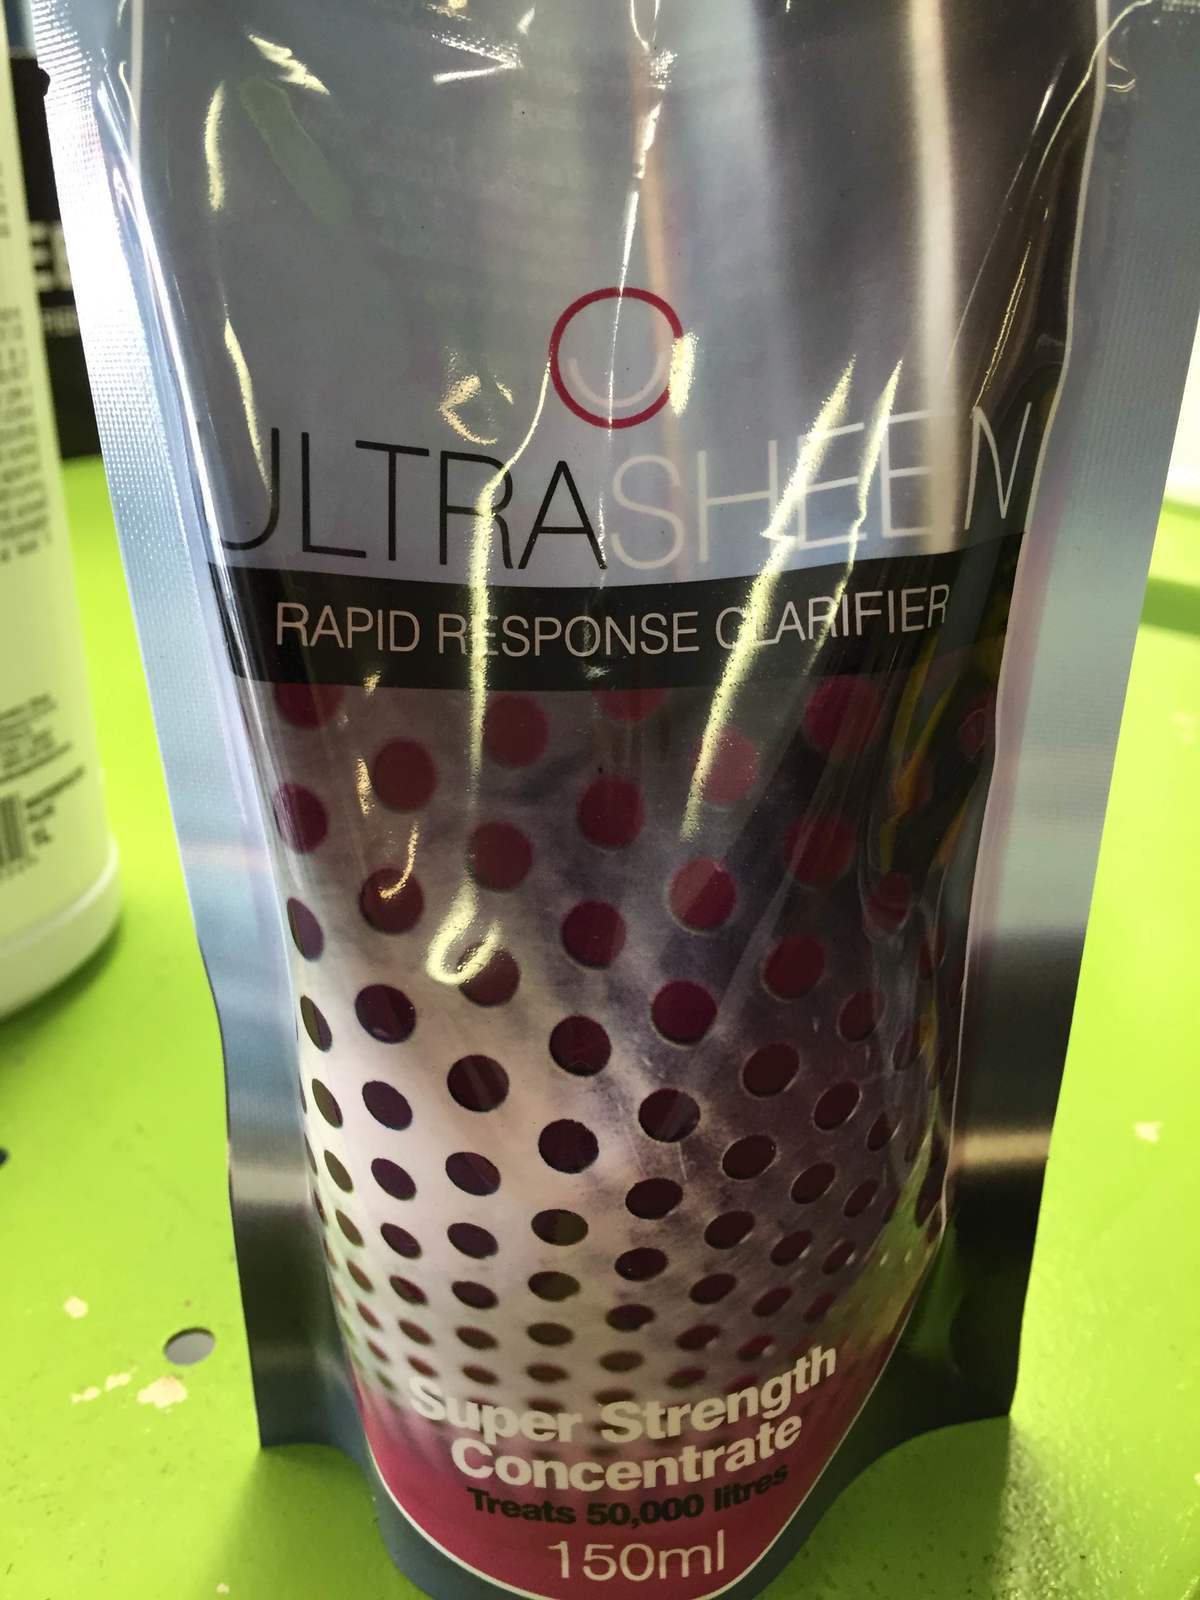 ULTRASHEEN
RAPID RESPONSE CLARIFIER
Super Strength
Concentrate
Treats 50,000 litres
150ml